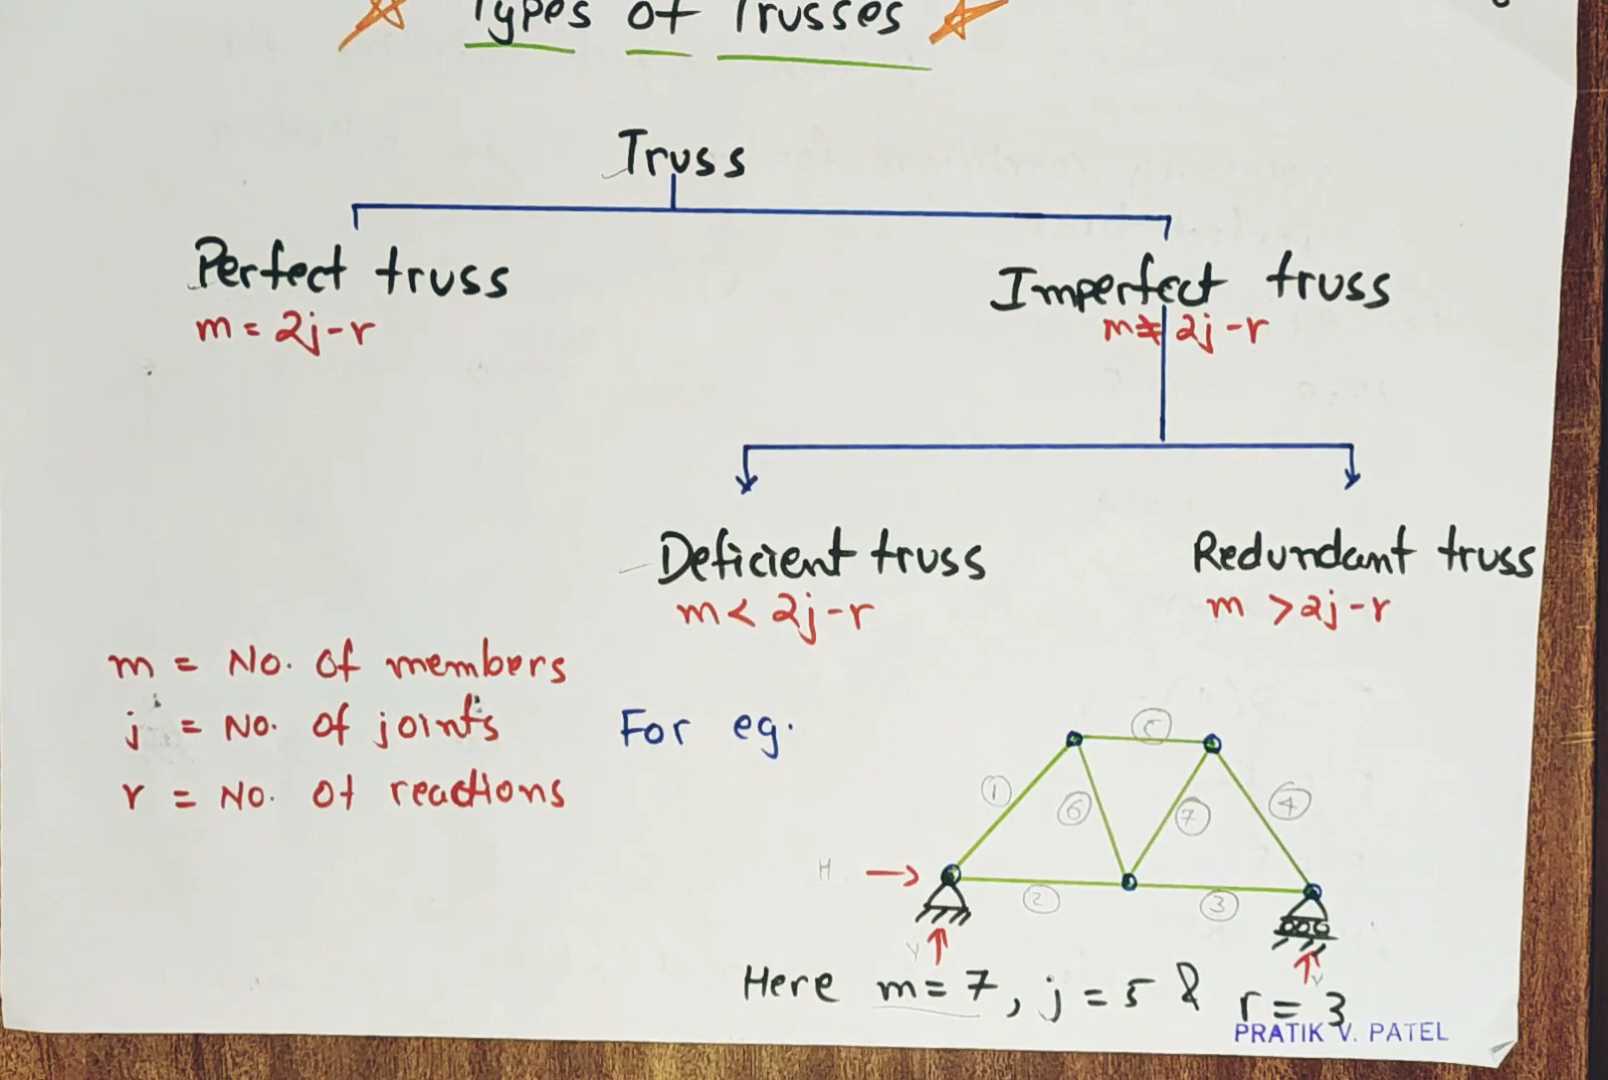 Types of Trusses
Truss
Perfect truss
m = 2j-r
Imperfect truss
m ≠ 2j-r
Deficient truss
m < 2j-r
Redundant truss
m > 2j-r
m = No. of members
j = No. of joints
r = No. of reactions
For eg.
5
1
6
7
4
H
2
3
V
V
Here m = 7, j = 5 & r = 3
PRATIK V. PATEL